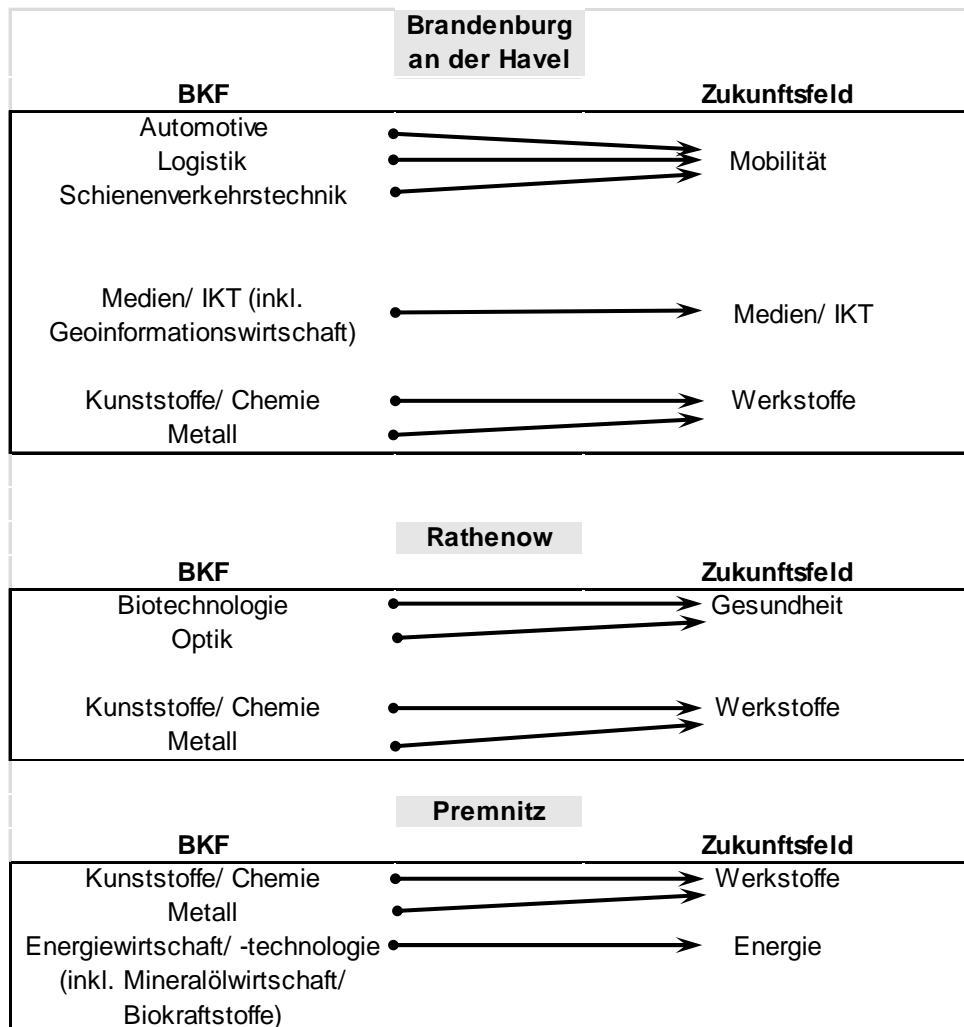 Brandenburg
an der Havel
BKF Zukunftsfeld
Automotive
Logistik Mobilität
Schienenverkehrstechnik
Medien/ IKT (inkl.
Geoinformationswirtschaft) Medien/ IKT
Kunststoffe/ Chemie Werkstoffe
Metall
Rathenow
BKF Zukunftsfeld
Biotechnologie Gesundheit
Optik
Kunststoffe/ Chemie Werkstoffe
Metall
Premnitz
BKF Zukunftsfeld
Kunststoffe/ Chemie Werkstoffe
Metall
Energiewirtschaft/ -technologie Energie
(inkl. Mineralölwirtschaft/
Biokraftstoffe)